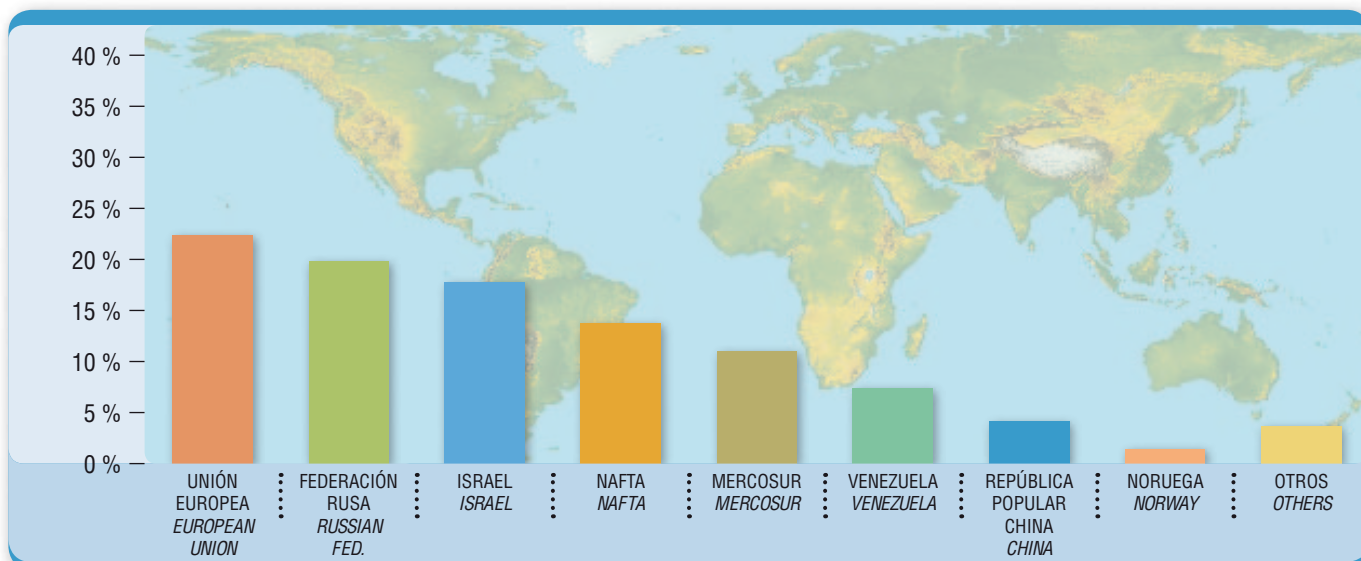 40 %
35 %
30 %
25 %
20 %
15 %
10 %
5 %
0 %
UNIÓN
EUROPEA
EUROPEAN
UNION
FEDERACIÓN
RUSA
RUSSIAN
FED.
ISRAEL
ISRAEL
NAFTA
NAFTA
MERCOSUR
MERCOSUR
VENEZUELA
VENEZUELA
REPÚBLICA
POPULAR
CHINA
CHINA
NORUEGA
NORWAY
OTROS
OTHERS